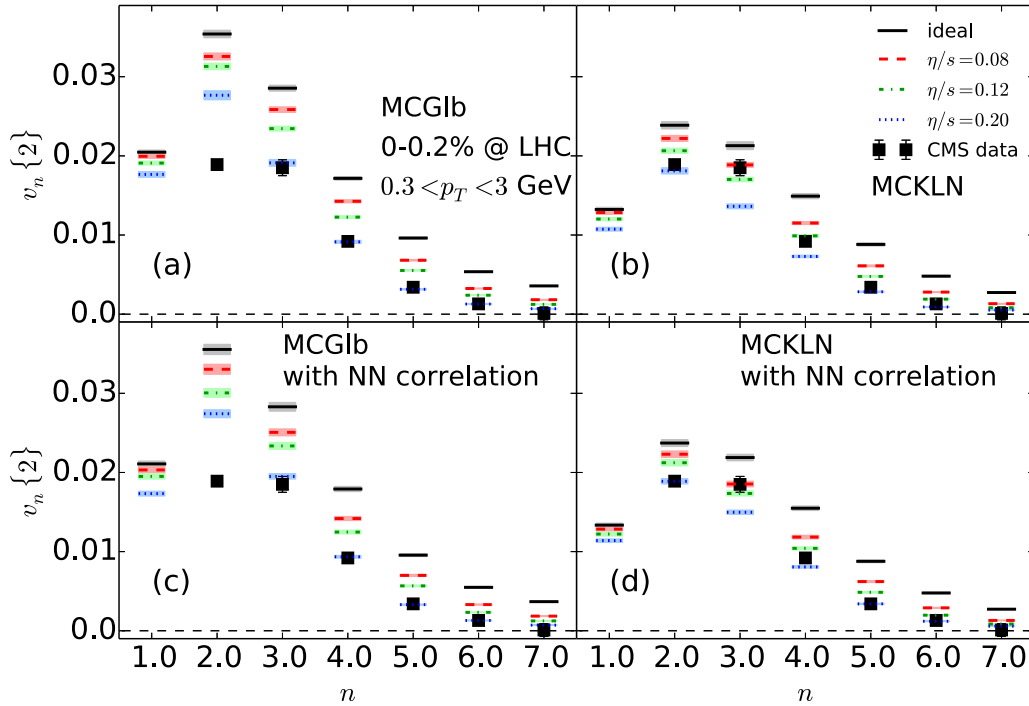 0.03
0.02
0.01
0.0
v_n{2}
MCGlb
0-0.2% @ LHC
0.3 < p_T < 3 GeV
(a)
ideal
η/s=0.08
η/s=0.12
η/s=0.20
CMS data
MCKLN
(b)
0.03
0.02
0.01
0.0
v_n{2}
MCGlb
with NN correlation
(c)
MCKLN
with NN correlation
(d)
1.0 2.0 3.0 4.0 5.0 6.0 7.0
1.0 2.0 3.0 4.0 5.0 6.0 7.0
n
n